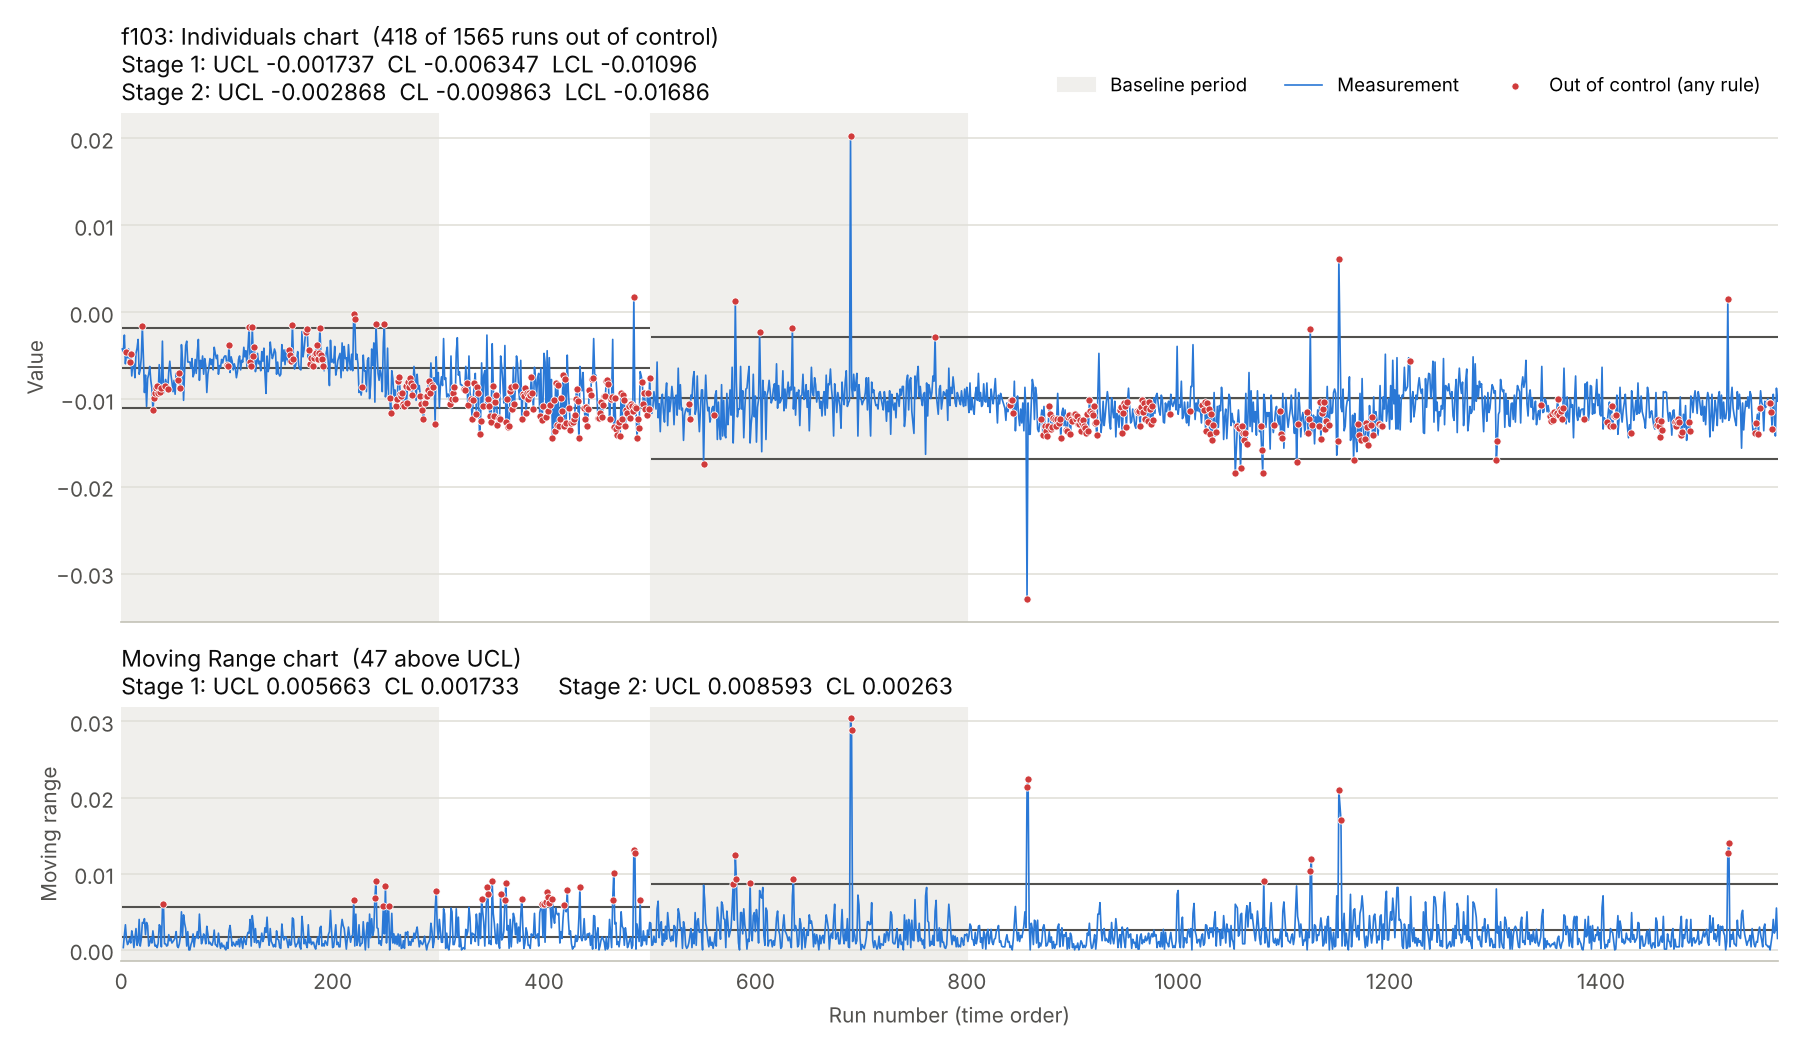 f103: Individuals chart  (418 of 1565 runs out of control)
Stage 1: UCL -0.001737  CL -0.006347  LCL -0.01096
Stage 2: UCL -0.002868  CL -0.009863  LCL -0.01686
Baseline period
Measurement
Out of control (any rule)
0.02
0.01
0.00
−0.01
−0.02
−0.03
Value
Moving Range chart  (47 above UCL)
Stage 1: UCL 0.005663  CL 0.001733      Stage 2: UCL 0.008593  CL 0.00263
0.03
0.02
0.01
0.00
Moving range
0 200 400 600 800 1000 1200 1400
Run number (time order)